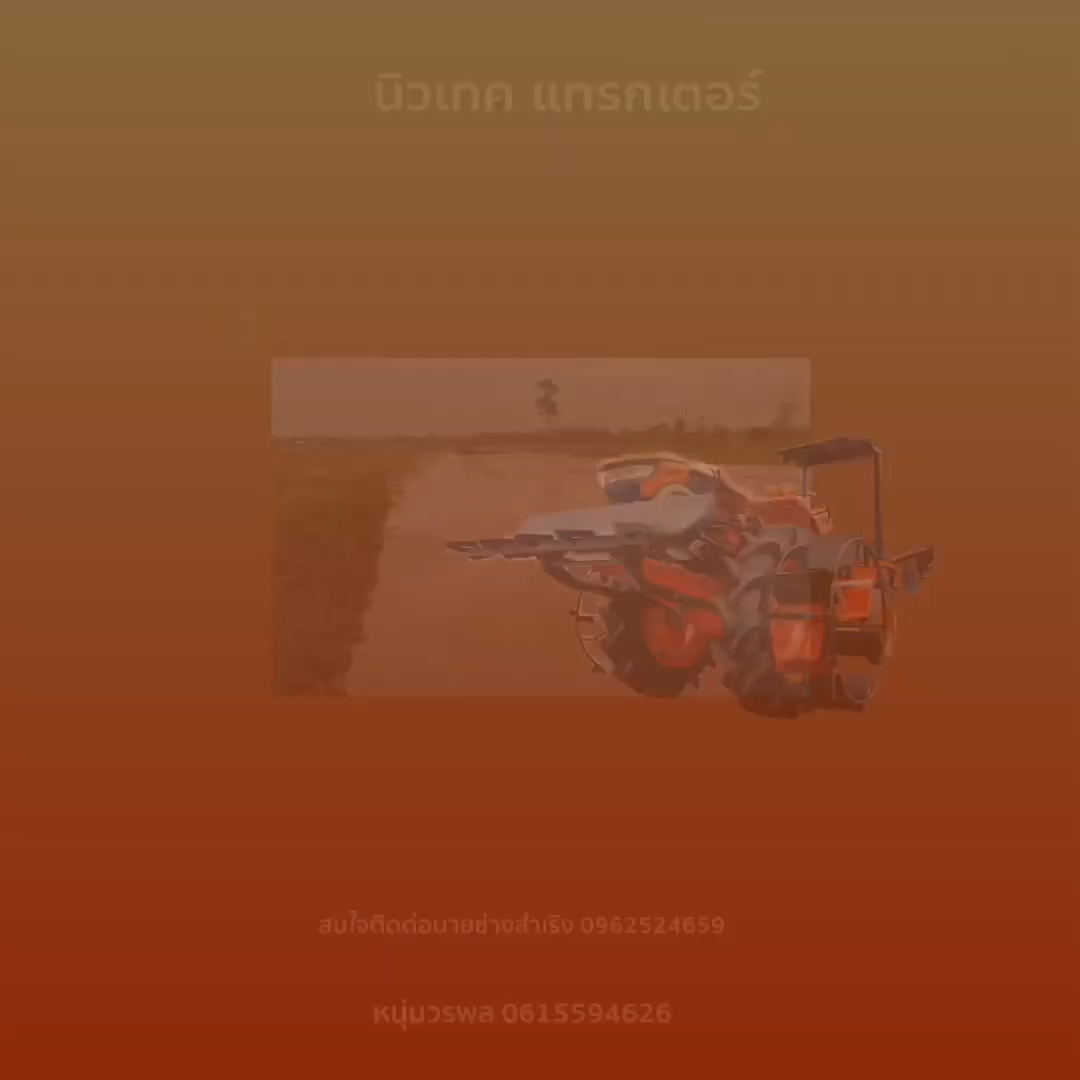 นิวเทค แทรกเตอร์
สนใจติดต่อนายช่างสำเริง 0962524659
หนุ่มวรพล 0615594626